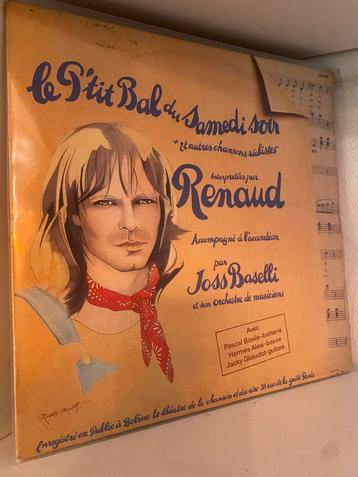 le P'tit Bal du Samedi soir
"et autres chansons réalistes"
interprétées par
Renaud
Accompagné à l'accordéon
par
Joss Baselli
et son orchestre de musiciens
Avec
Pascal Basile-batterie
Hermes Alesi-basse
Jacky Giraudot-guitare
Enregistré en Public à Bobino le théatre de la chanson et du rire 35 rue de la gaité Paris